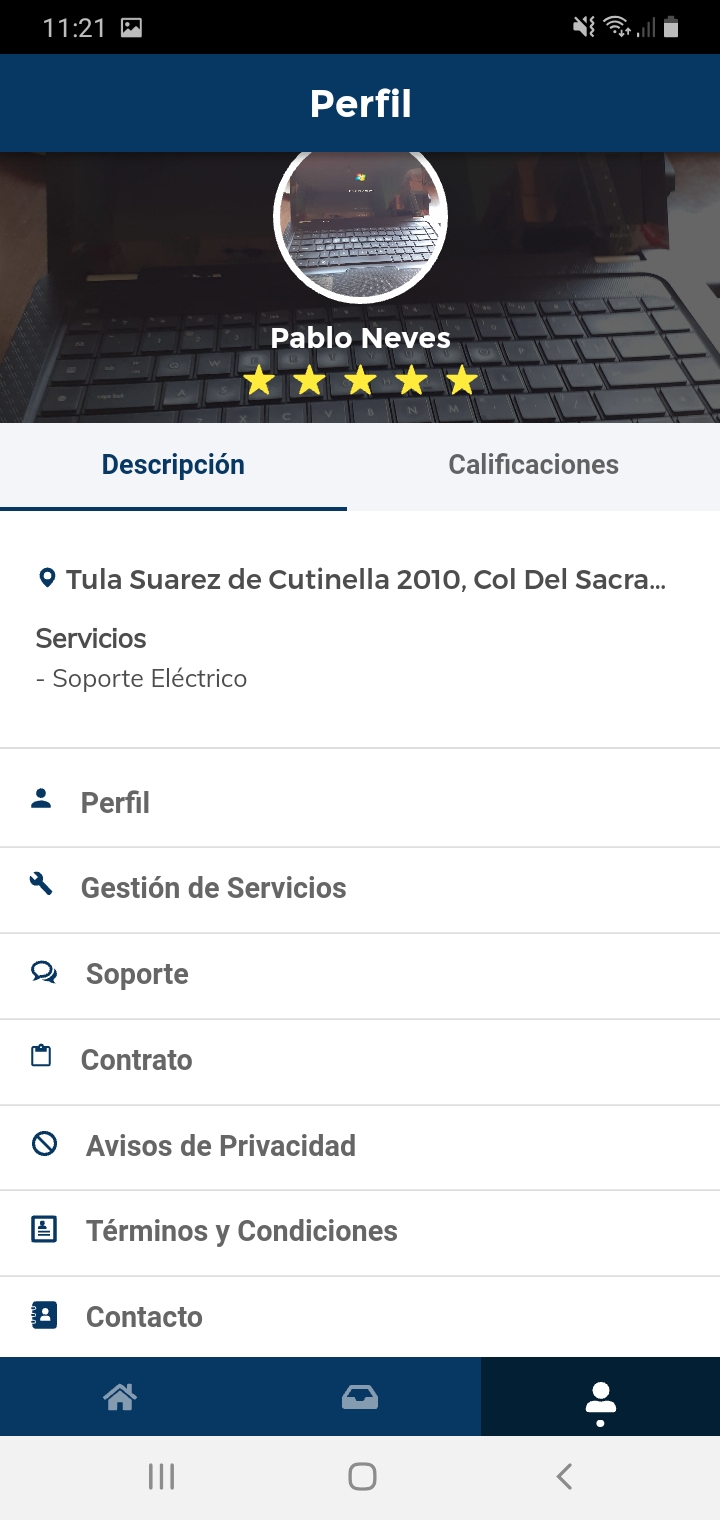 11:21
Perfil
Pablo Neves
Descripción
Calificaciones
Tula Suarez de Cutinella 2010, Col Del Sacra...
Servicios
- Soporte Eléctrico
Perfil
Gestión de Servicios
Soporte
Contrato
Avisos de Privacidad
Términos y Condiciones
Contacto